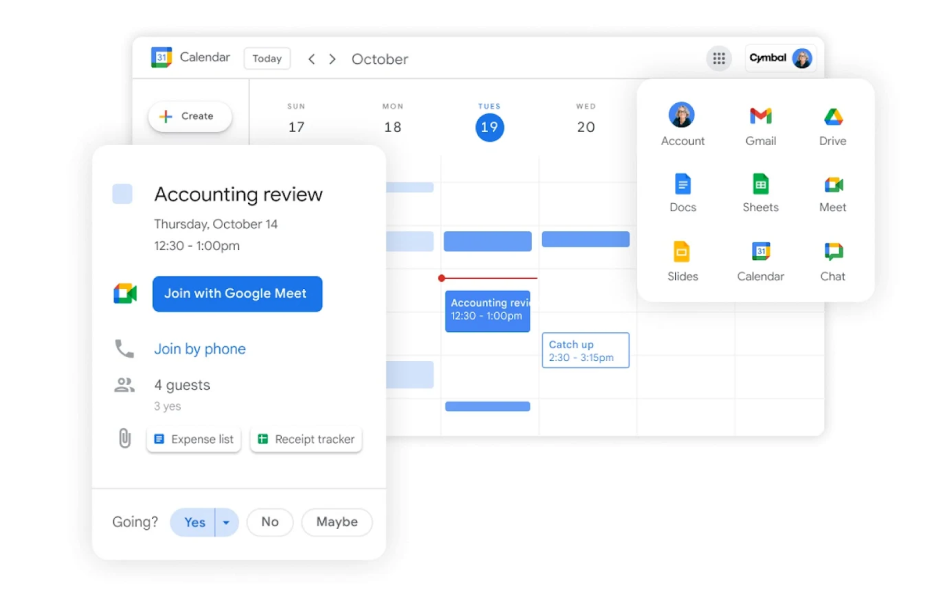 31 Calendar Today October Cymbal
Create
SUN MON TUES WED
17 18 19 20
Account Gmail Drive
Docs Sheets Meet
Slides Calendar Chat
31
Accounting review
Thursday, October 14
12:30 - 1:00pm
Join with Google Meet
Join by phone
4 guests
3 yes
Expense list Receipt tracker
Going? Yes No Maybe
Accounting revi
12:30 - 1:00pm
Catch up
2:30 - 3:15pm